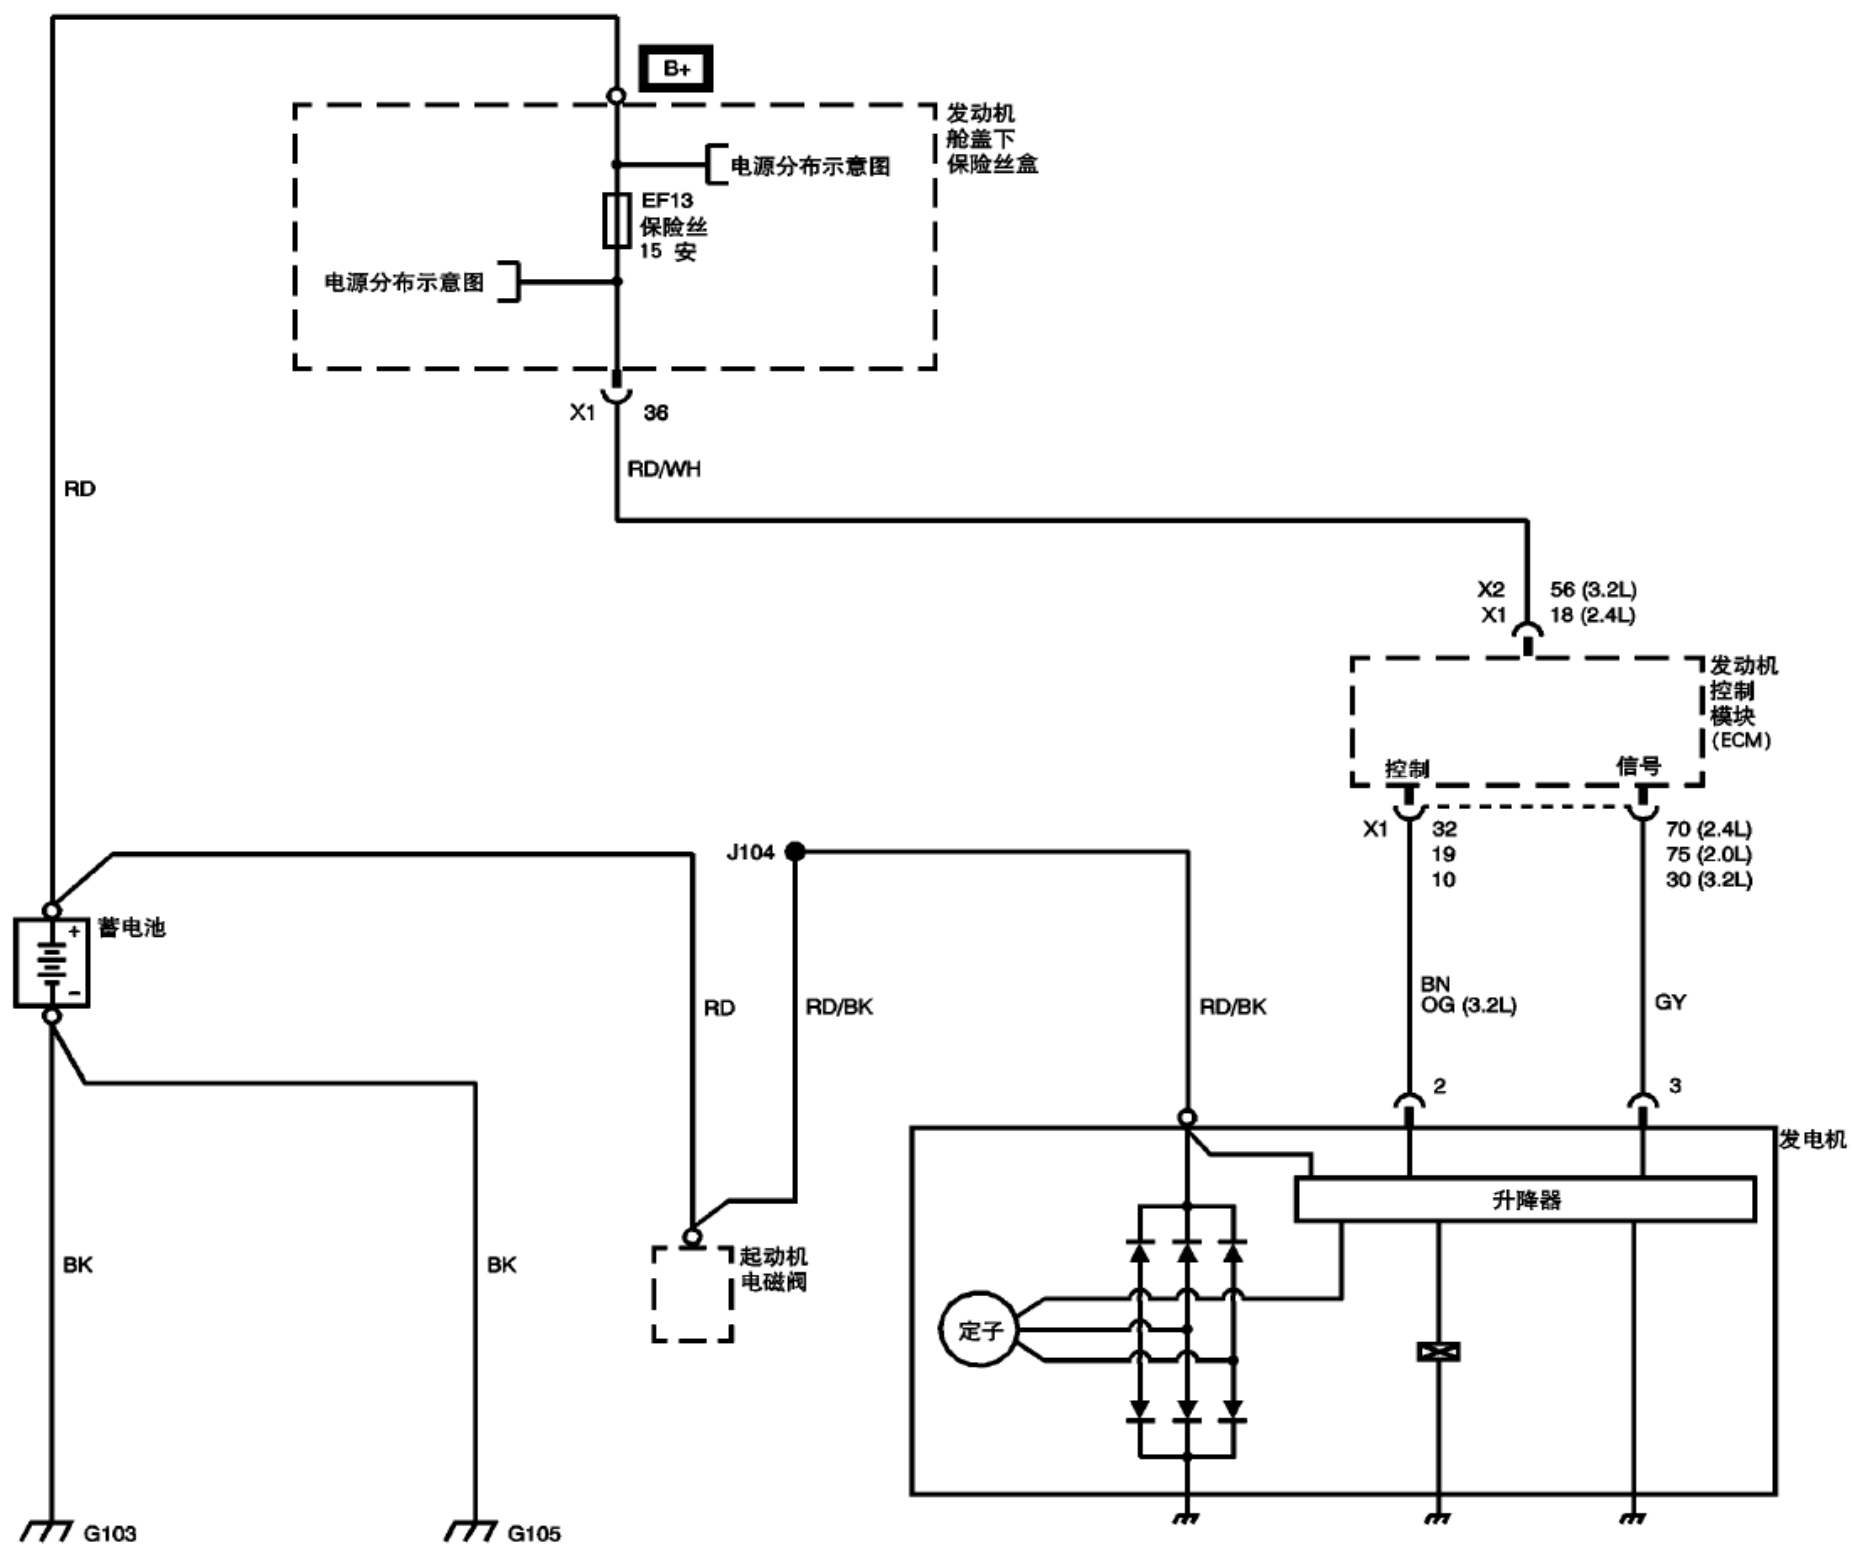 B+
发动机
舱盖下
保险丝盒
电源分布示意图
EF13
保险丝
15 安
电源分布示意图
X1 36
RD/WH
RD
X2 56 (3.2L)
X1 18 (2.4L)
发动机
控制
模块
(ECM)
控制 信号
X1 32 70 (2.4L)
19 75 (2.0L)
10 30 (3.2L)
J104
蓄电池
+
−
RD
RD/BK
RD/BK
BN
OG (3.2L)
GY
2 3
发电机
升降器
起动机
电磁阀
BK
BK
定子
G103
G105